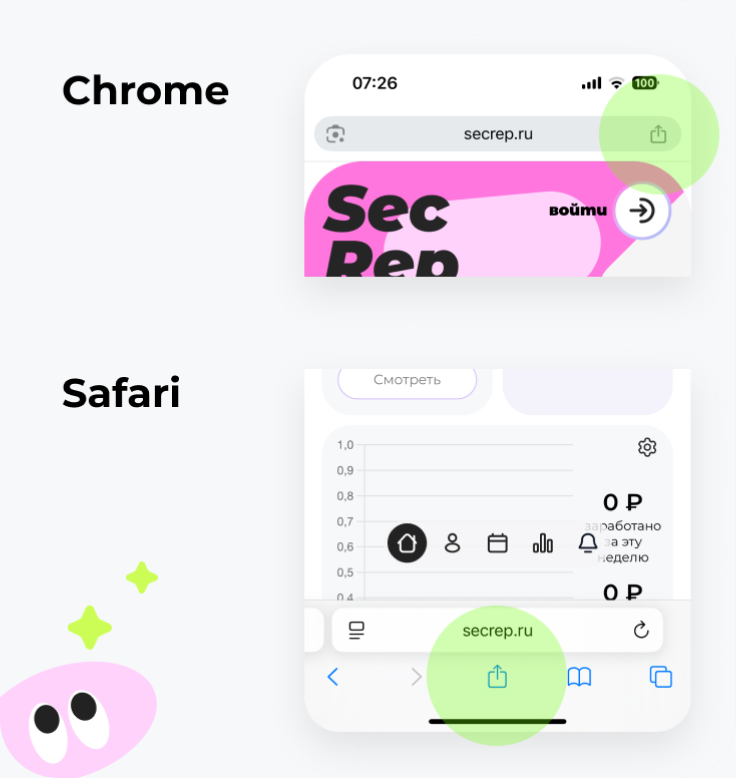 Chrome
07:26
100
secrep.ru
Sec
Rep
войти
Safari
Смотреть
1,0
0,9
0,8
0,7
0,6
0,5
0,4
0 ₽
заработано
за эту
неделю
0 ₽
secrep.ru